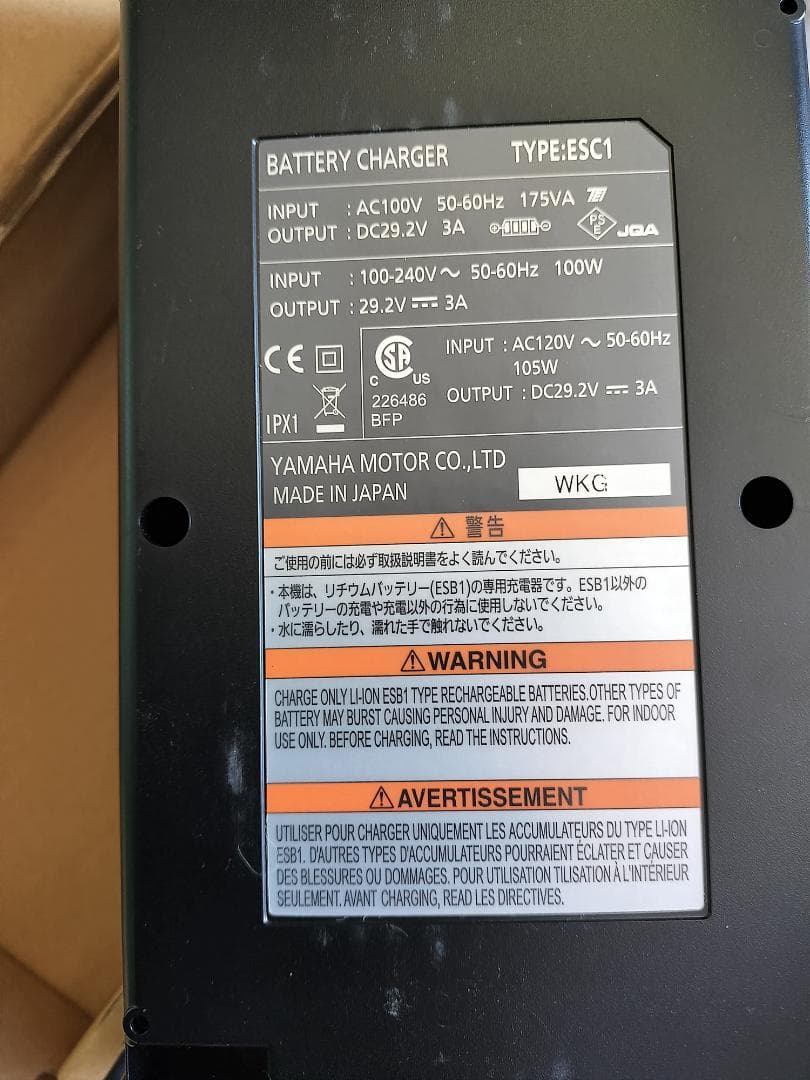 BATTERY CHARGER TYPE:ESC1
INPUT : AC100V 50-60Hz 175VA
OUTPUT : DC29.2V 3A PSE JQA
INPUT : 100-240V～ 50-60Hz 100W
OUTPUT : 29.2V⎓ 3A
CE
IPX1
C SA US
226486
BFP
INPUT : AC120V ～ 50-60Hz
105W
OUTPUT : DC29.2V ⎓ 3A
YAMAHA MOTOR CO.,LTD
MADE IN JAPAN
WKG
⚠ 警告
ご使用の前には必ず取扱説明書をよく読んでください。
・本機は、リチウムバッテリー(ESB1)の専用充電器です。ESB1以外の
バッテリーの充電や充電以外の行為に使用しないでください。
・水に濡らしたり、濡れた手で触れないでください。
⚠WARNING
CHARGE ONLY LI-ION ESB1 TYPE RECHARGEABLE BATTERIES.OTHER TYPES OF
BATTERY MAY BURST CAUSING PERSONAL INJURY AND DAMAGE. FOR INDOOR
USE ONLY. BEFORE CHARGING, READ THE INSTRUCTIONS.
⚠AVERTISSEMENT
UTILISER POUR CHARGER UNIQUEMENT LES ACCUMULATEURS DU TYPE LI-ION
ESB1. D'AUTRES TYPES D'ACCUMULATEURS POURRAIENT ÉCLATER ET CAUSER
DES BLESSURES OU DOMMAGES. POUR UTILISATION TILISATION À L'INTÉRIEUR
SEULEMENT. AVANT CHARGING, READ LES DIRECTIVES.